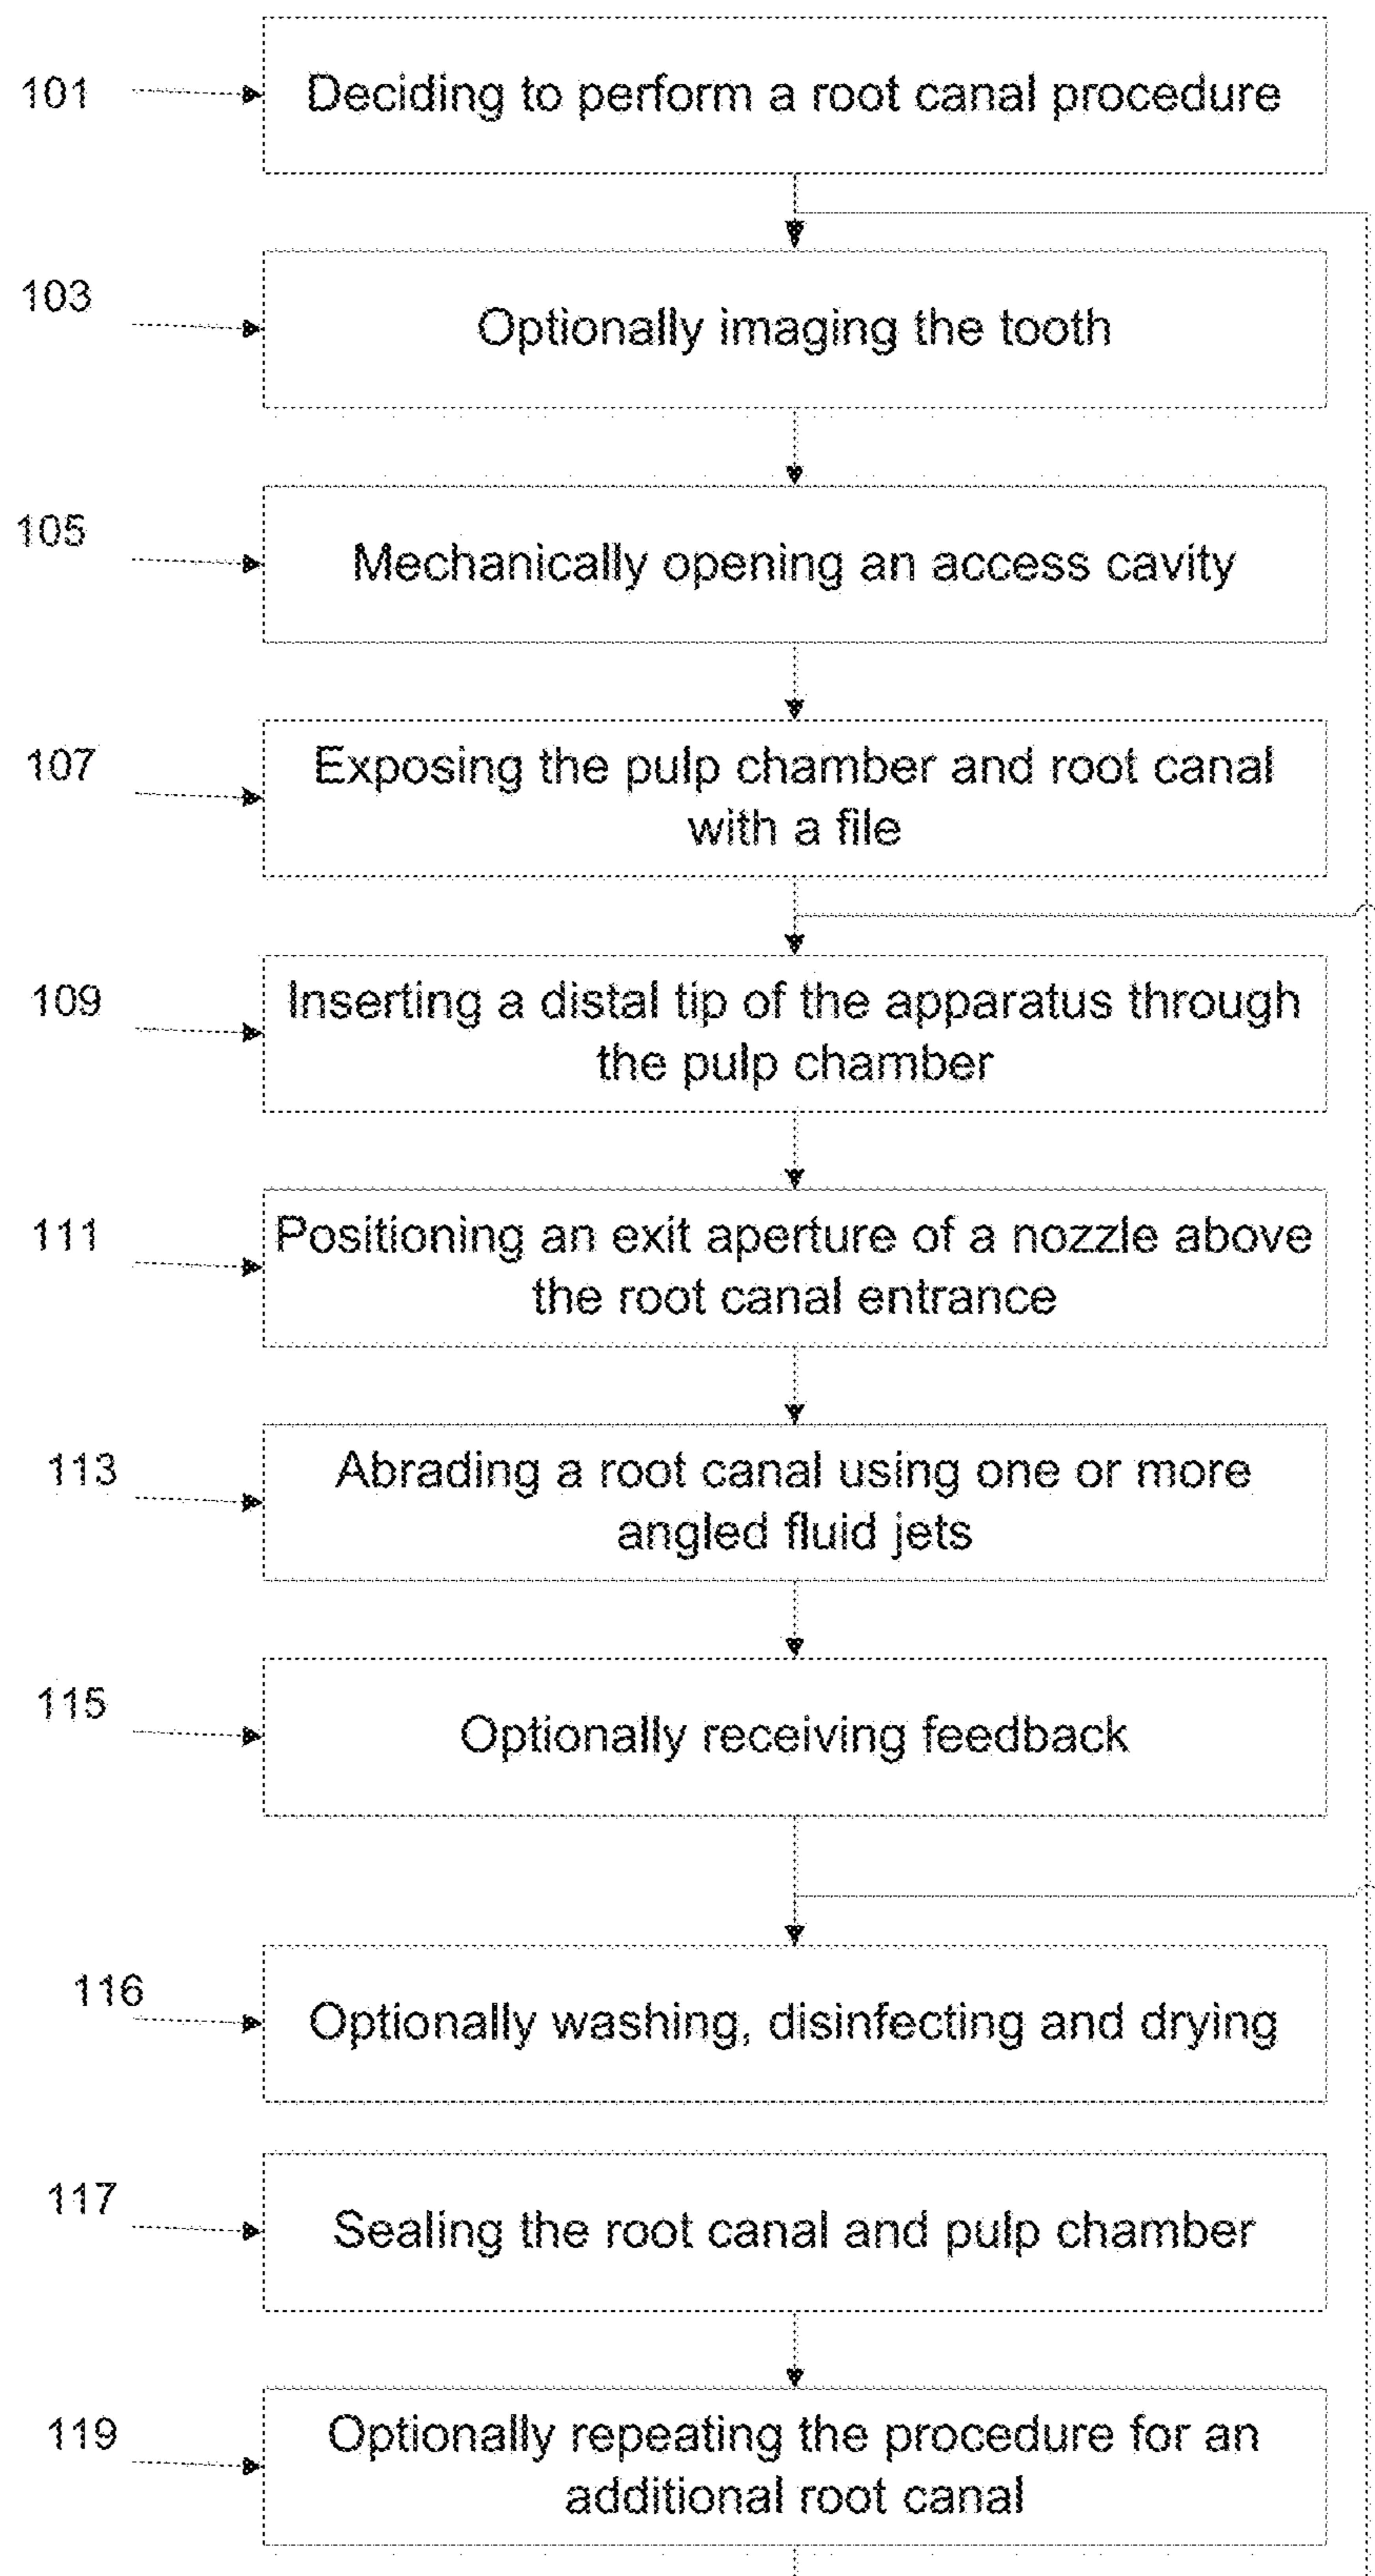 101
Deciding to perform a root canal procedure
103
Optionally imaging the tooth
105
Mechanically opening an access cavity
107
Exposing the pulp chamber and root canal
with a file
109
Inserting a distal tip of the apparatus through
the pulp chamber
111
Positioning an exit aperture of a nozzle above
the root canal entrance
113
Abrading a root canal using one or more
angled fluid jets
115
Optionally receiving feedback
116
Optionally washing, disinfecting and drying
117
Sealing the root canal and pulp chamber
119
Optionally repeating the procedure for an
additional root canal